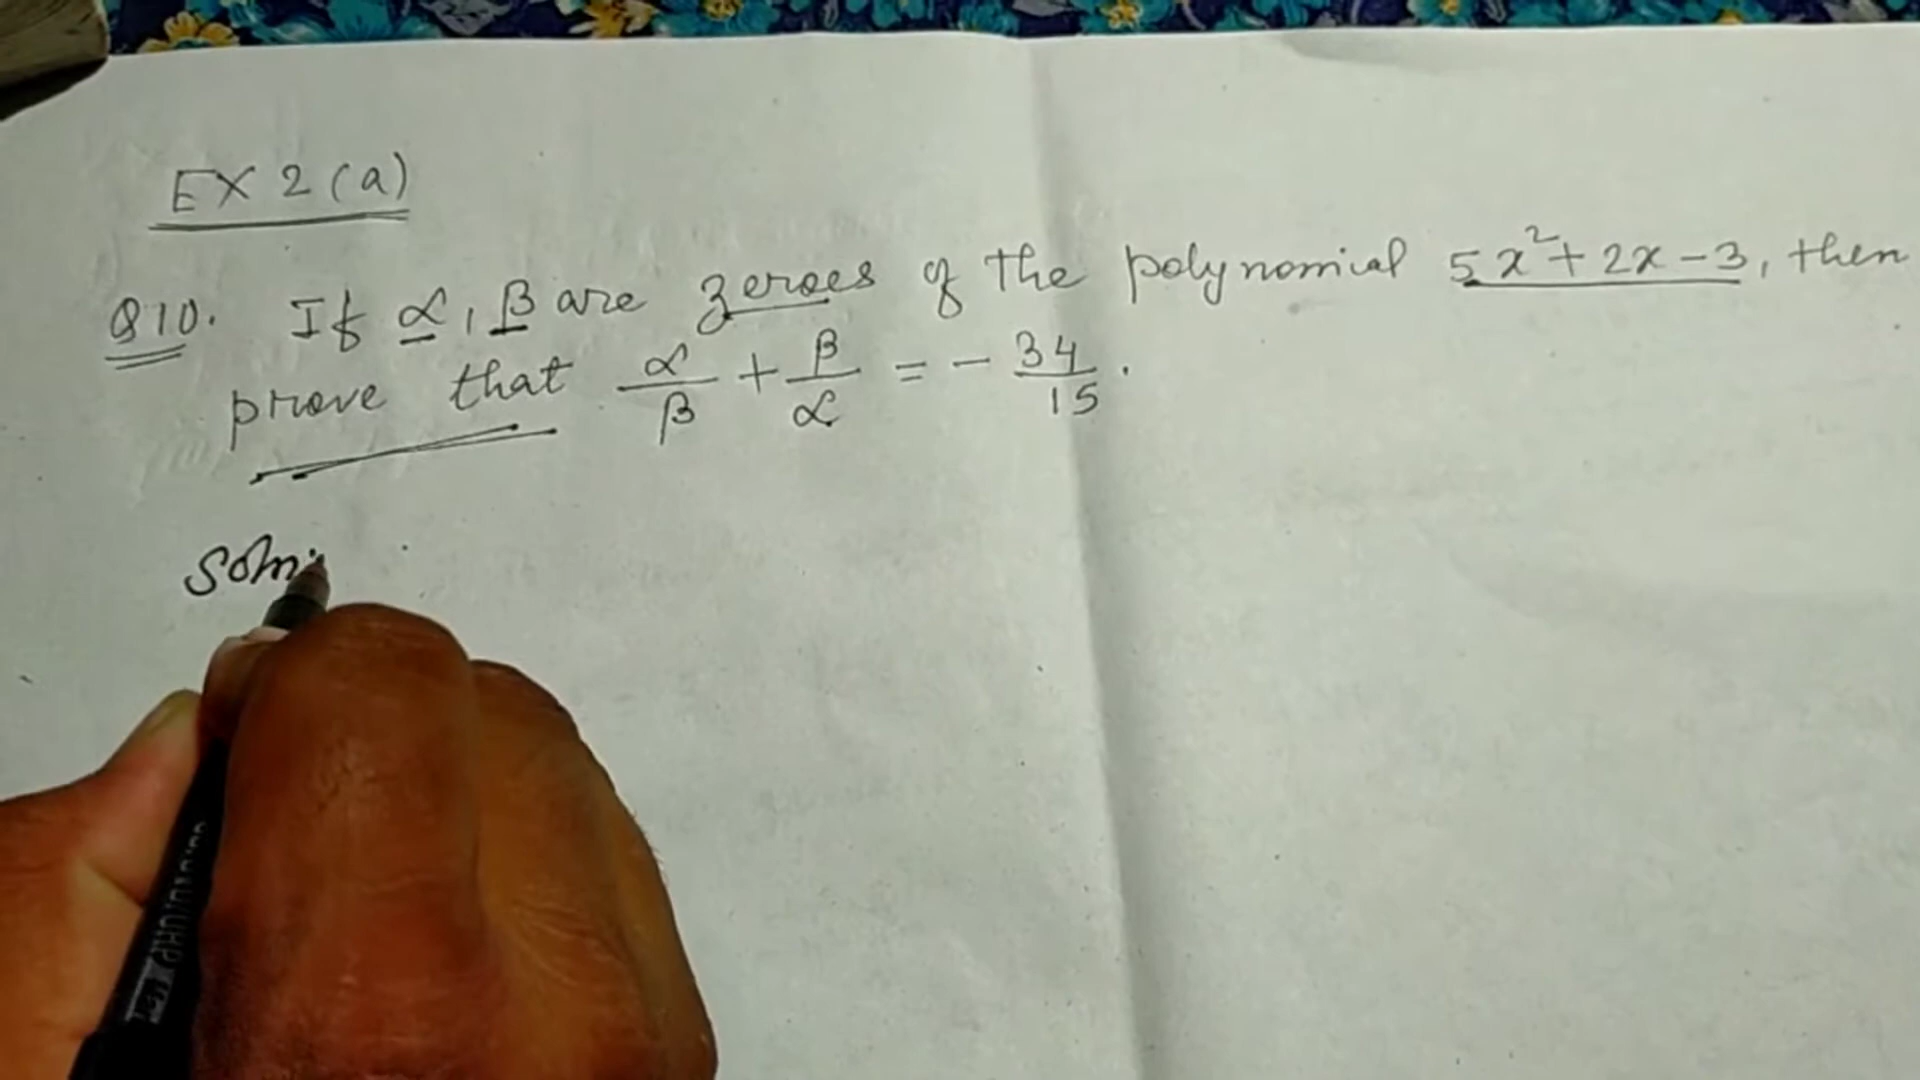 EX 2 (a)
Q10. If α, β are zeroes of the polynomial 5x²+ 2x - 3, then
prove that α/β + β/α = - 34/15.
Soln: